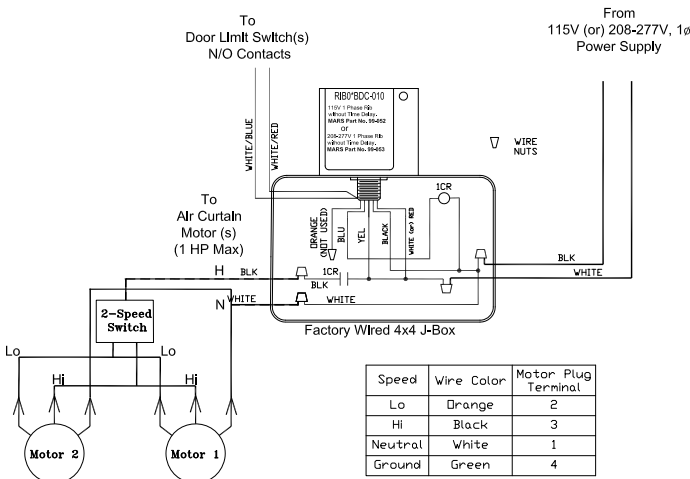 To
Door Limit Switch(s)
N/O Contacts
From
115V (or) 208-277V, 1ø
Power Supply
RIB0*BDC-010
115V 1 Phase Rib
without Time Delay.
MARS Part No. 99-052
or
208-277V 1 Phase Rib
without Time Delay.
MARS Part No. 99-053
WHITE/BLUE
WHITE/RED
WIRE
NUTS
To
Air Curtain
Motor (s)
(1 HP Max)
ORANGE
(NOT USED)
BLU
YEL
BLACK
WHITE (or) RED
1CR
H
BLK
1CR
BLK
BLK
WHITE
N
WHITE
WHITE
2-Speed
Switch
Factory Wired 4x4 J-Box
Lo
Lo
Hi
Hi
Motor 2
Motor 1
Speed Wire Color Motor Plug Terminal
Lo Orange 2
Hi Black 3
Neutral White 1
Ground Green 4